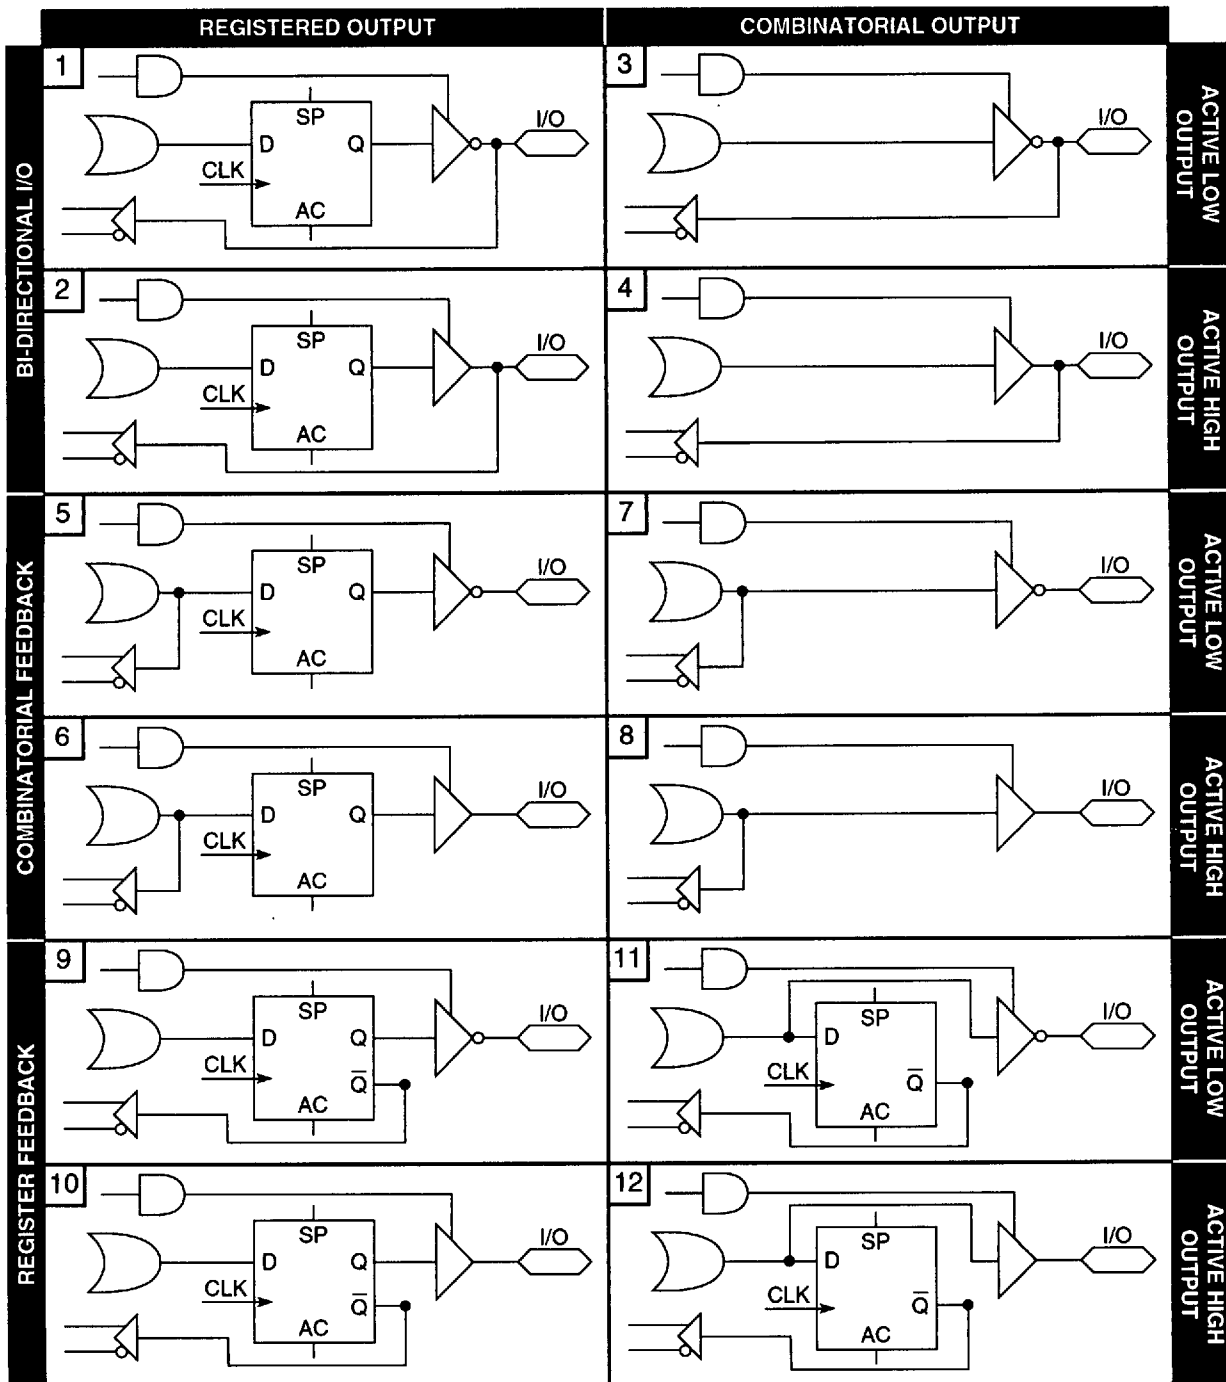 REGISTERED OUTPUT
COMBINATORIAL OUTPUT
BI-DIRECTIONAL I/O
COMBINATORIAL FEEDBACK
REGISTER FEEDBACK
ACTIVE LOW
OUTPUT
ACTIVE HIGH
OUTPUT
ACTIVE LOW
OUTPUT
ACTIVE HIGH
OUTPUT
ACTIVE LOW
OUTPUT
ACTIVE HIGH
OUTPUT
1
SP
D
Q
CLK
AC
I/O
3
I/O
2
SP
D
Q
CLK
AC
I/O
4
I/O
5
SP
D
Q
CLK
AC
I/O
7
I/O
6
SP
D
Q
CLK
AC
I/O
8
I/O
9
SP
D
Q
CLK
Q̅
AC
I/O
11
SP
D
CLK
Q̅
AC
I/O
10
SP
D
Q
CLK
Q̅
AC
I/O
12
SP
D
CLK
Q̅
AC
I/O